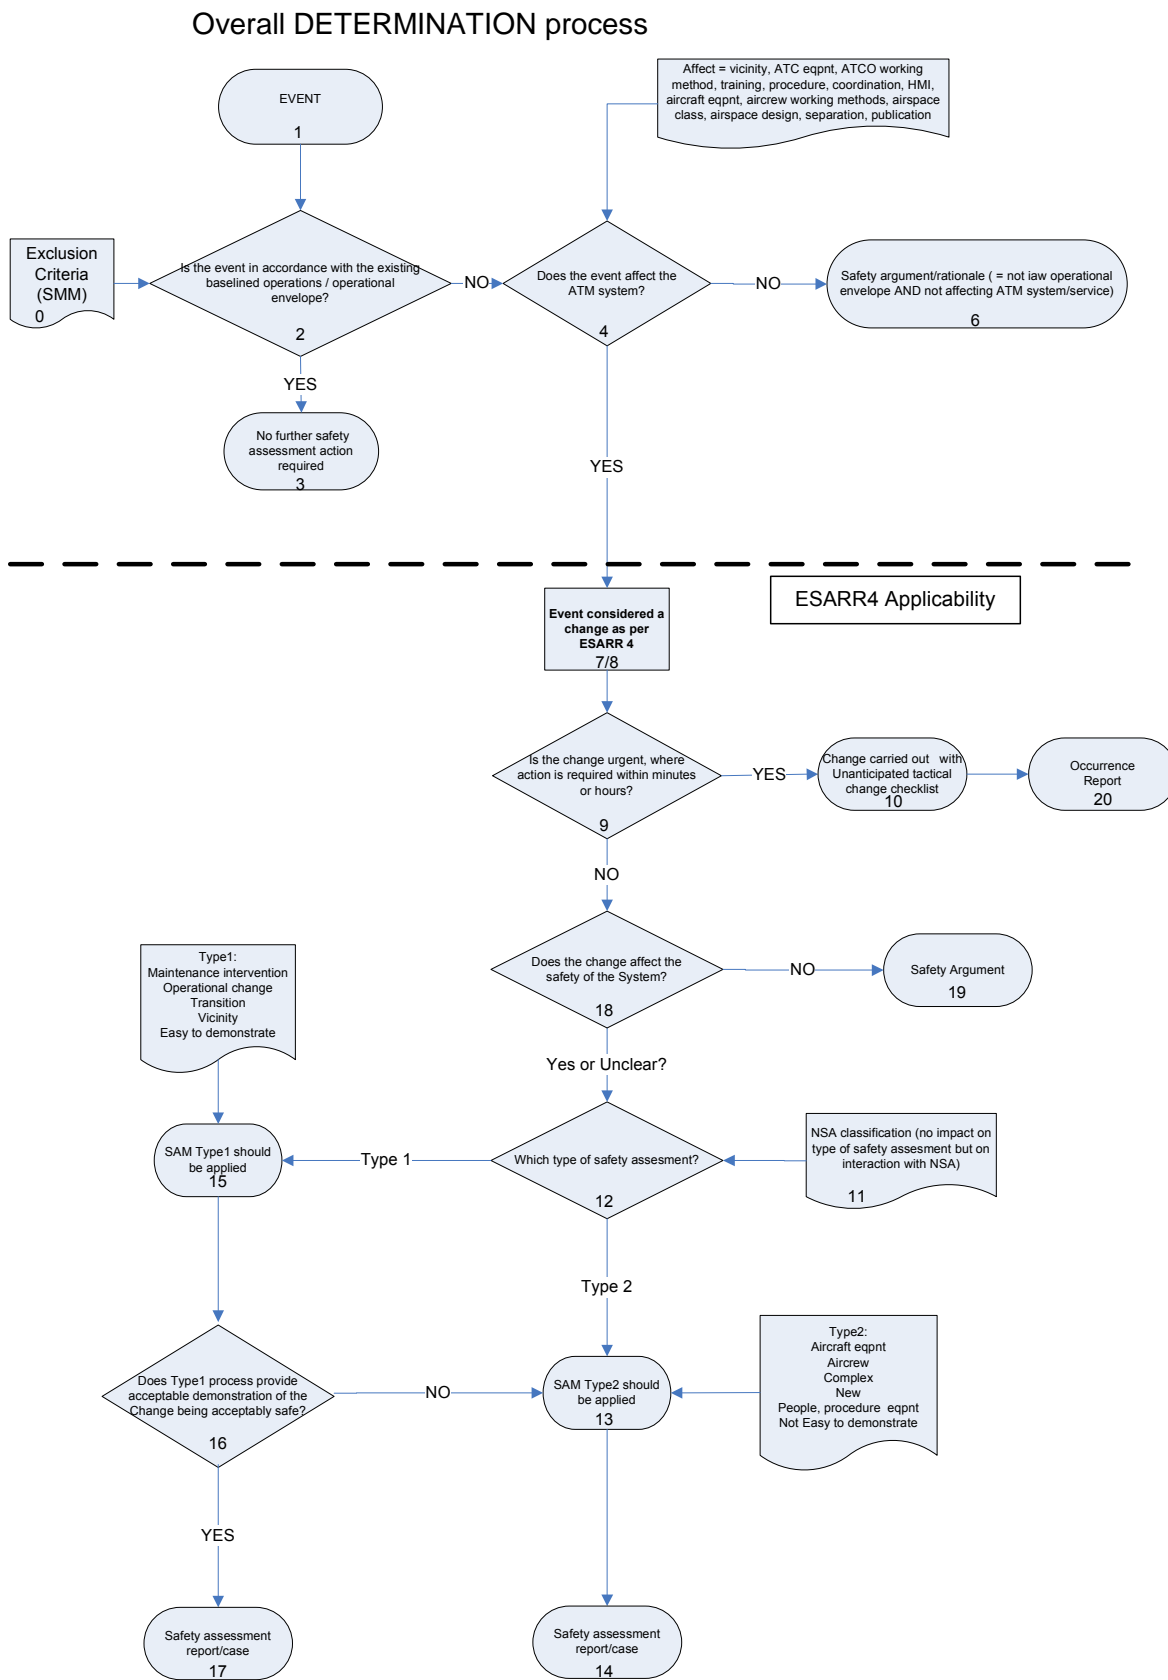 Overall DETERMINATION process
EVENT
1
Affect = vicinity, ATC eqpnt, ATCO working
method, training, procedure, coordination, HMI,
aircraft eqpnt, aircrew working methods, airspace
class, airspace design, separation, publication
Exclusion
Criteria
(SMM)
0
Is the event in accordance with the existing
baselined operations / operational
envelope?
2
NO
Does the event affect the
ATM system?
4
NO
Safety argument/rationale ( = not iaw operational
envelope AND not affecting ATM system/service)
6
YES
No further safety
assessment action
required
3
YES
ESARR4 Applicability
Event considered a
change as per
ESARR 4
7/8
Is the change urgent, where
action is required within minutes
or hours?
9
YES
Change carried out with
Unanticipated tactical
change checklist
10
Occurrence
Report
20
NO
Does the change affect the
safety of the System?
18
NO
Safety Argument
19
Type1:
Maintenance intervention
Operational change
Transition
Vicinity
Easy to demonstrate
Yes or Unclear?
SAM Type1 should
be applied
15
Type 1
Which type of safety assesment?
12
NSA classification (no impact on
type of safety assesment but on
interaction with NSA)
11
Type 2
Does Type1 process provide
acceptable demonstration of the
Change being acceptably safe?
16
NO
SAM Type2 should
be applied
13
Type2:
Aircraft eqpnt
Aircrew
Complex
New
People, procedure eqpnt
Not Easy to demonstrate
YES
Safety assessment
report/case
17
Safety assessment
report/case
14